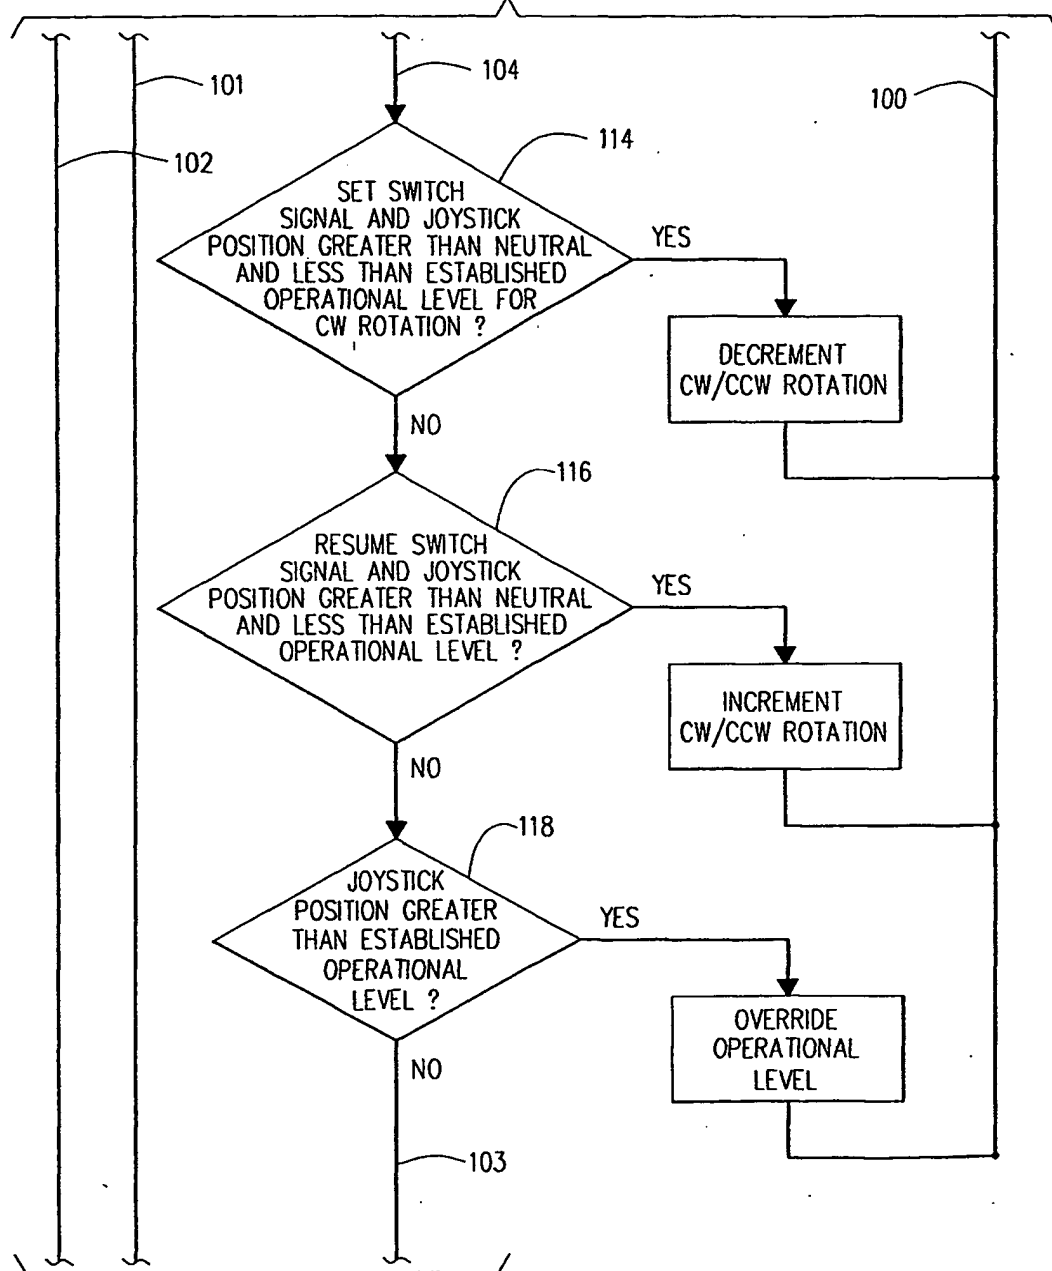 104
101
100
102
114
SET SWITCH
SIGNAL AND JOYSTICK
POSITION GREATER THAN NEUTRAL
AND LESS THAN ESTABLISHED
OPERATIONAL LEVEL FOR
CW ROTATION ?
YES
DECREMENT
CW/CCW ROTATION
NO
116
RESUME SWITCH
SIGNAL AND JOYSTICK
POSITION GREATER THAN NEUTRAL
AND LESS THAN ESTABLISHED
OPERATIONAL LEVEL ?
YES
INCREMENT
CW/CCW ROTATION
NO
118
JOYSTICK
POSITION GREATER
THAN ESTABLISHED
OPERATIONAL
LEVEL ?
YES
OVERRIDE
OPERATIONAL
LEVEL
NO
103